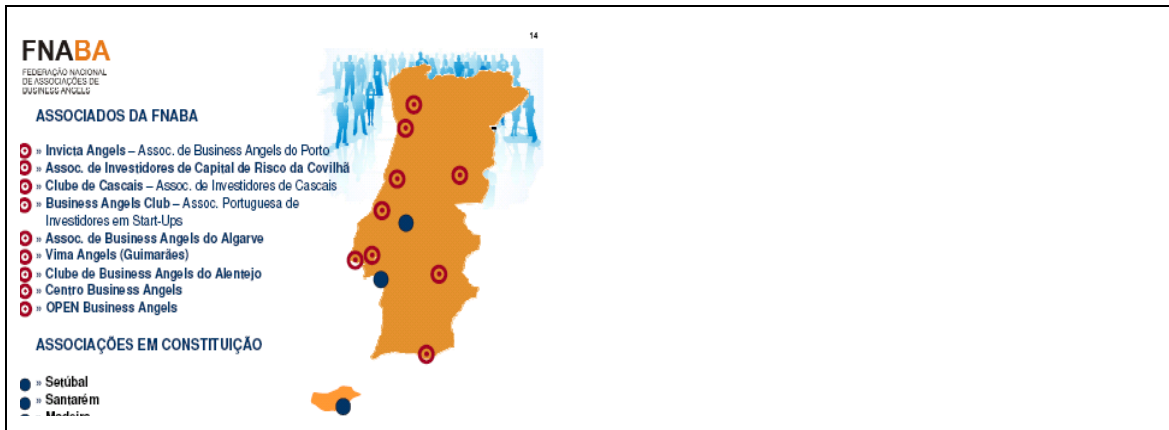 14
FNABA
FEDERAÇÃO NACIONAL
DE ASSOCIAÇÕES DE
BUSINESS ANGELS
ASSOCIADOS DA FNABA
» Invicta Angels – Assoc. de Business Angels do Porto
» Assoc. de Investidores de Capital de Risco da Covilhã
» Clube de Cascais – Assoc. de Investidores de Cascais
» Business Angels Club – Assoc. Portuguesa de
Investidores em Start-Ups
» Assoc. de Business Angels do Algarve
» Vima Angels (Guimarães)
» Clube de Business Angels do Alentejo
» Centro Business Angels
» OPEN Business Angels
ASSOCIAÇÕES EM CONSTITUIÇÃO
» Setúbal
» Santarém
» Madeira